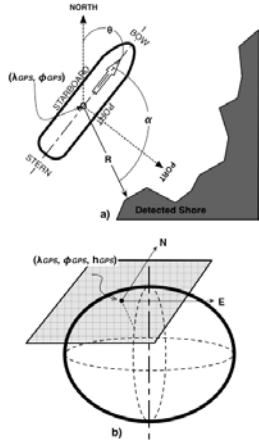 NORTH
θ
BOW
(λGPS, φGPS)
STARBOARD
PORT
α
STERN
R
PORT
a)
Detected Shore
N
(λGPS, φGPS, hGPS)
E
b)